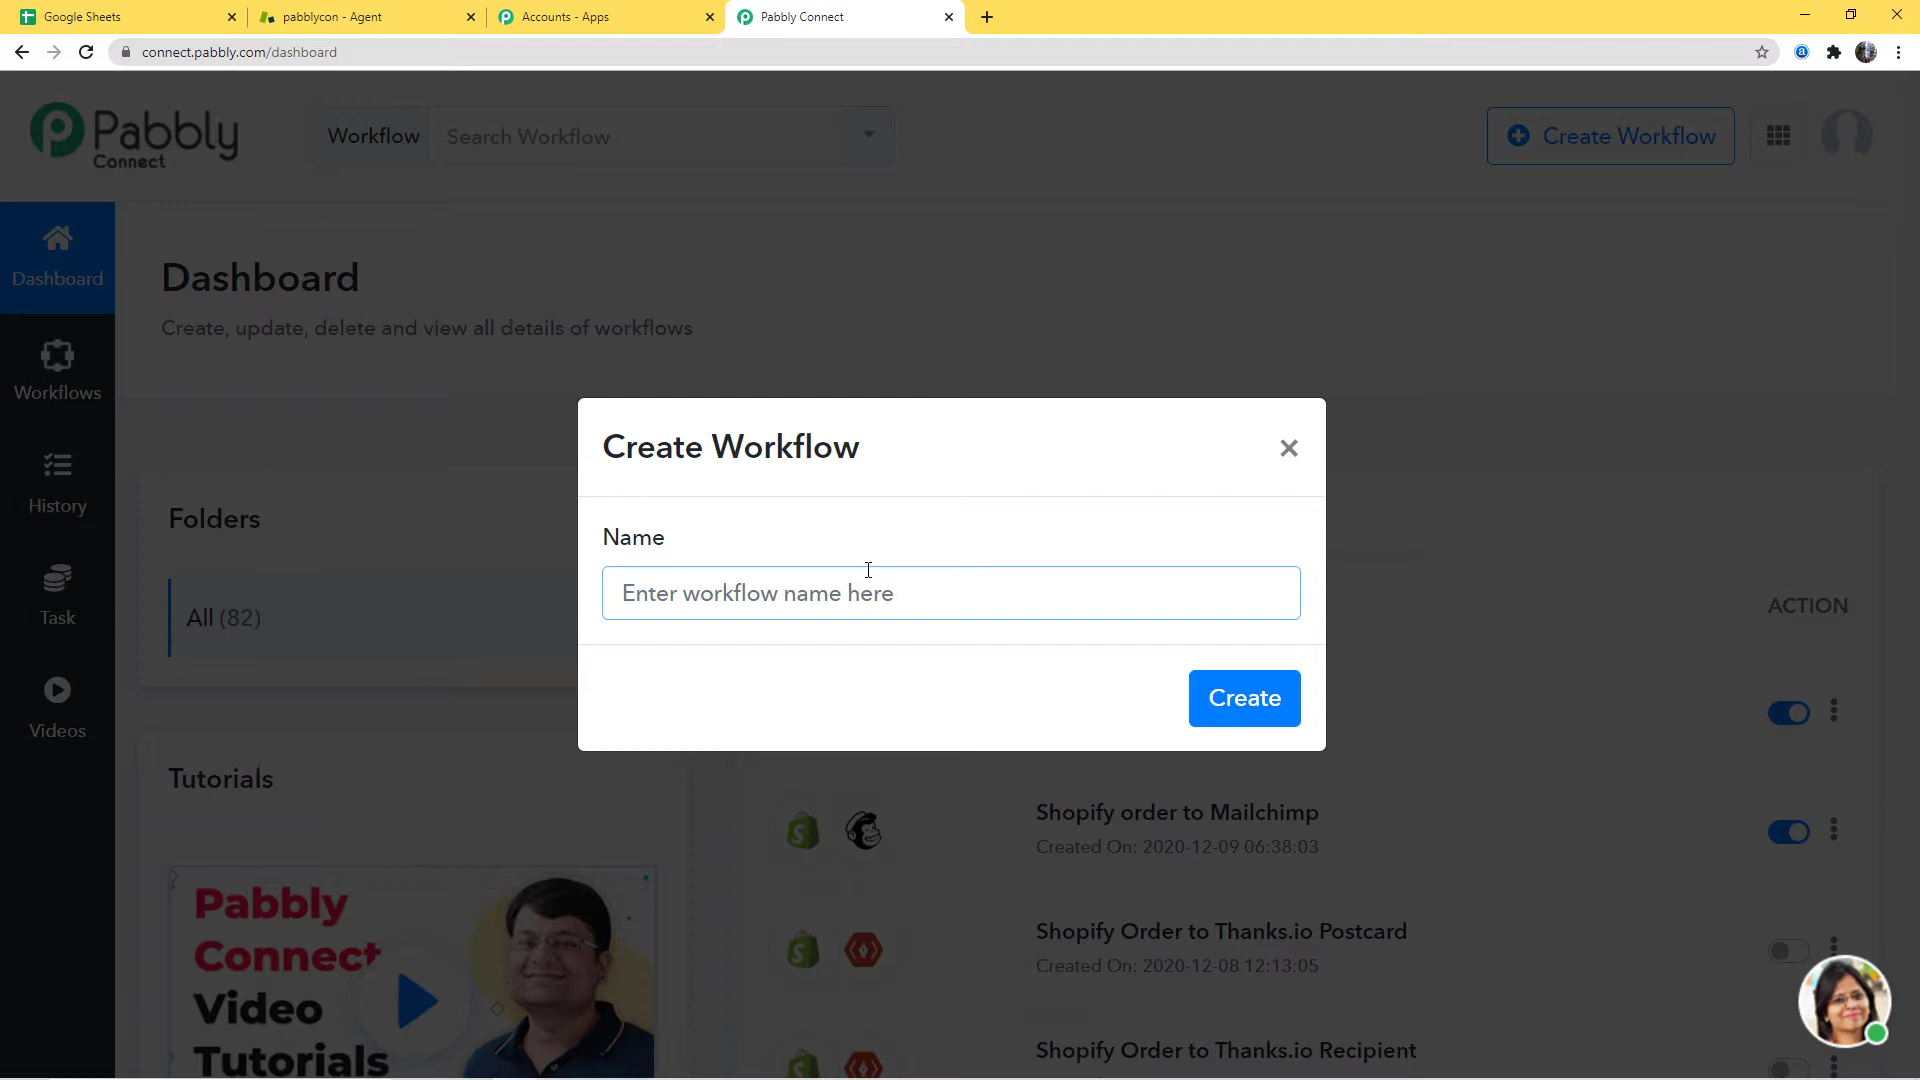 Google Sheets
pabblycon - Agent
Accounts - Apps
Pabbly Connect
connect.pabbly.com/dashboard
Pabbly
Connect
Workflow
Search Workflow
Create Workflow
Dashboard
Workflows
History
Task
Videos
Dashboard
Create, update, delete and view all details of workflows
Create Workflow
Name
Enter workflow name here
Create
Folders
All (82)
ACTION
Tutorials
Pabbly
Connect
Video
Tutorials
Shopify order to Mailchimp
Created On: 2020-12-09 06:38:03
Shopify Order to Thanks.io Postcard
Created On: 2020-12-08 12:13:05
Shopify Order to Thanks.io Recipient